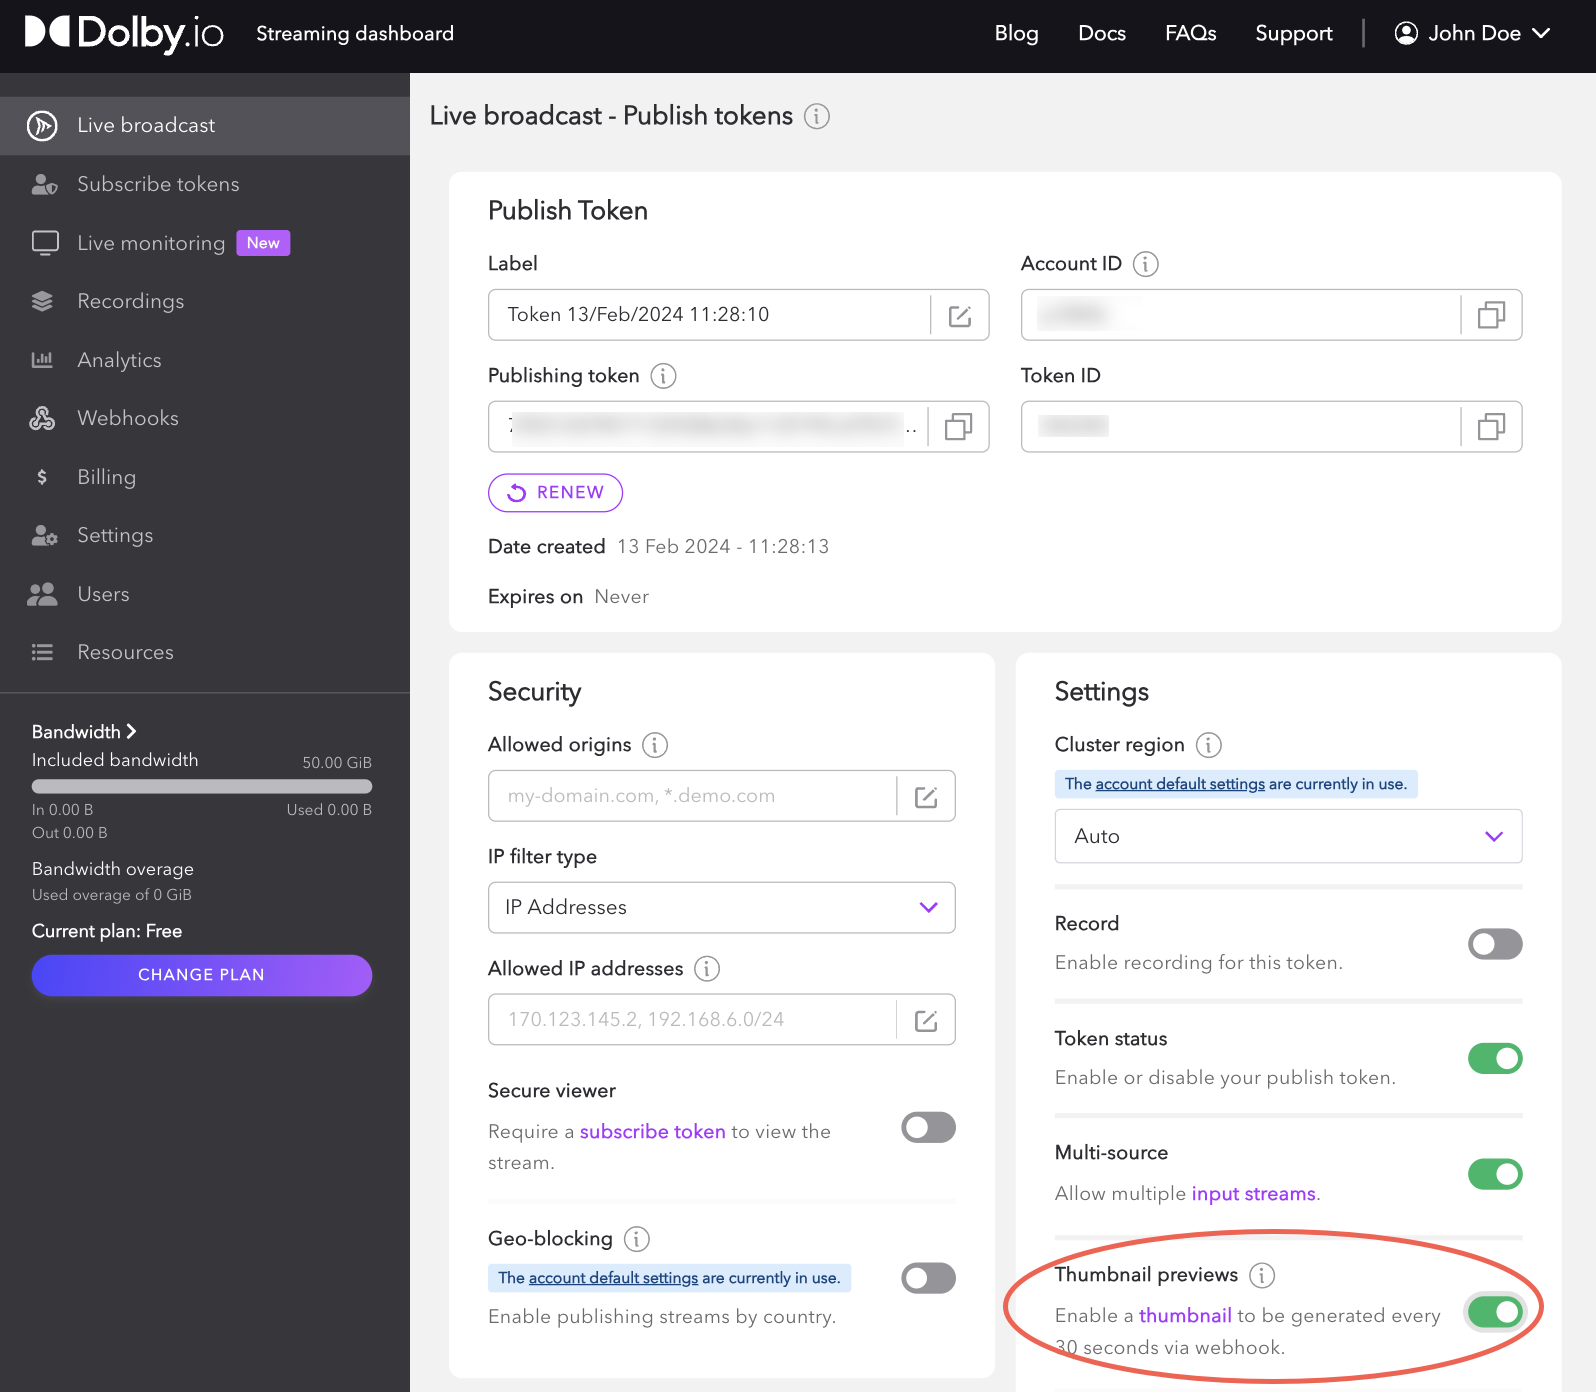 Dolby.io Streaming dashboard
Blog Docs FAQs Support John Doe
Live broadcast
Subscribe tokens
Live monitoring New
Recordings
Analytics
Webhooks
$ Billing
Settings
Users
Resources
Bandwidth
Included bandwidth 50.00 GiB
In 0.00 B Used 0.00 B
Out 0.00 B
Bandwidth overage
Used overage of 0 GiB
Current plan: Free
CHANGE PLAN
Live broadcast - Publish tokens
Publish Token
Label
Token 13/Feb/2024 11:28:10
Account ID
Publishing token
..
Token ID
RENEW
Date created 13 Feb 2024 - 11:28:13
Expires on Never
Security
Allowed origins
my-domain.com, *.demo.com
IP filter type
IP Addresses
Allowed IP addresses
170.123.145.2, 192.168.6.0/24
Secure viewer
Require a subscribe token to view the
stream.
Geo-blocking
The account default settings are currently in use.
Enable publishing streams by country.
Settings
Cluster region
The account default settings are currently in use.
Auto
Record
Enable recording for this token.
Token status
Enable or disable your publish token.
Multi-source
Allow multiple input streams.
Thumbnail previews
Enable a thumbnail to be generated every
30 seconds via webhook.